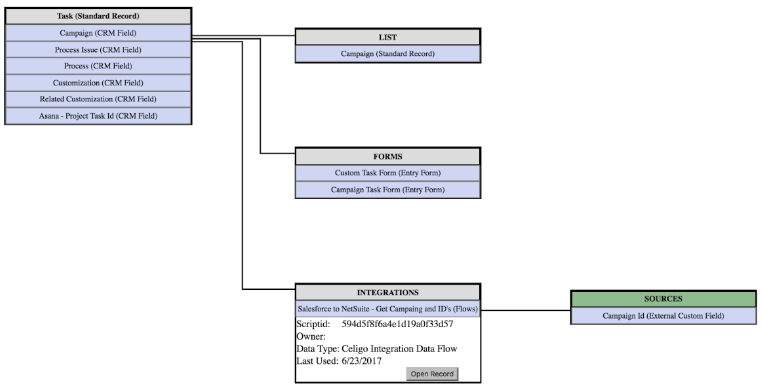 Task (Standard Record)
Campaign (CRM Field)
Process Issue (CRM Field)
Process (CRM Field)
Customization (CRM Field)
Related Customization (CRM Field)
Asana - Project Task Id (CRM Field)
LIST
Campaign (Standard Record)
FORMS
Custom Task Form (Entry Form)
Campaign Task Form (Entry Form)
INTEGRATIONS
Salesforce to NetSuite - Get Campaing and ID's (Flows)
Scriptid: 594d5f8f6a4e1d19a0f33d57
Owner:
Data Type: Celigo Integration Data Flow
Last Used: 6/23/2017
Open Record
SOURCES
Campaign Id (External Custom Field)